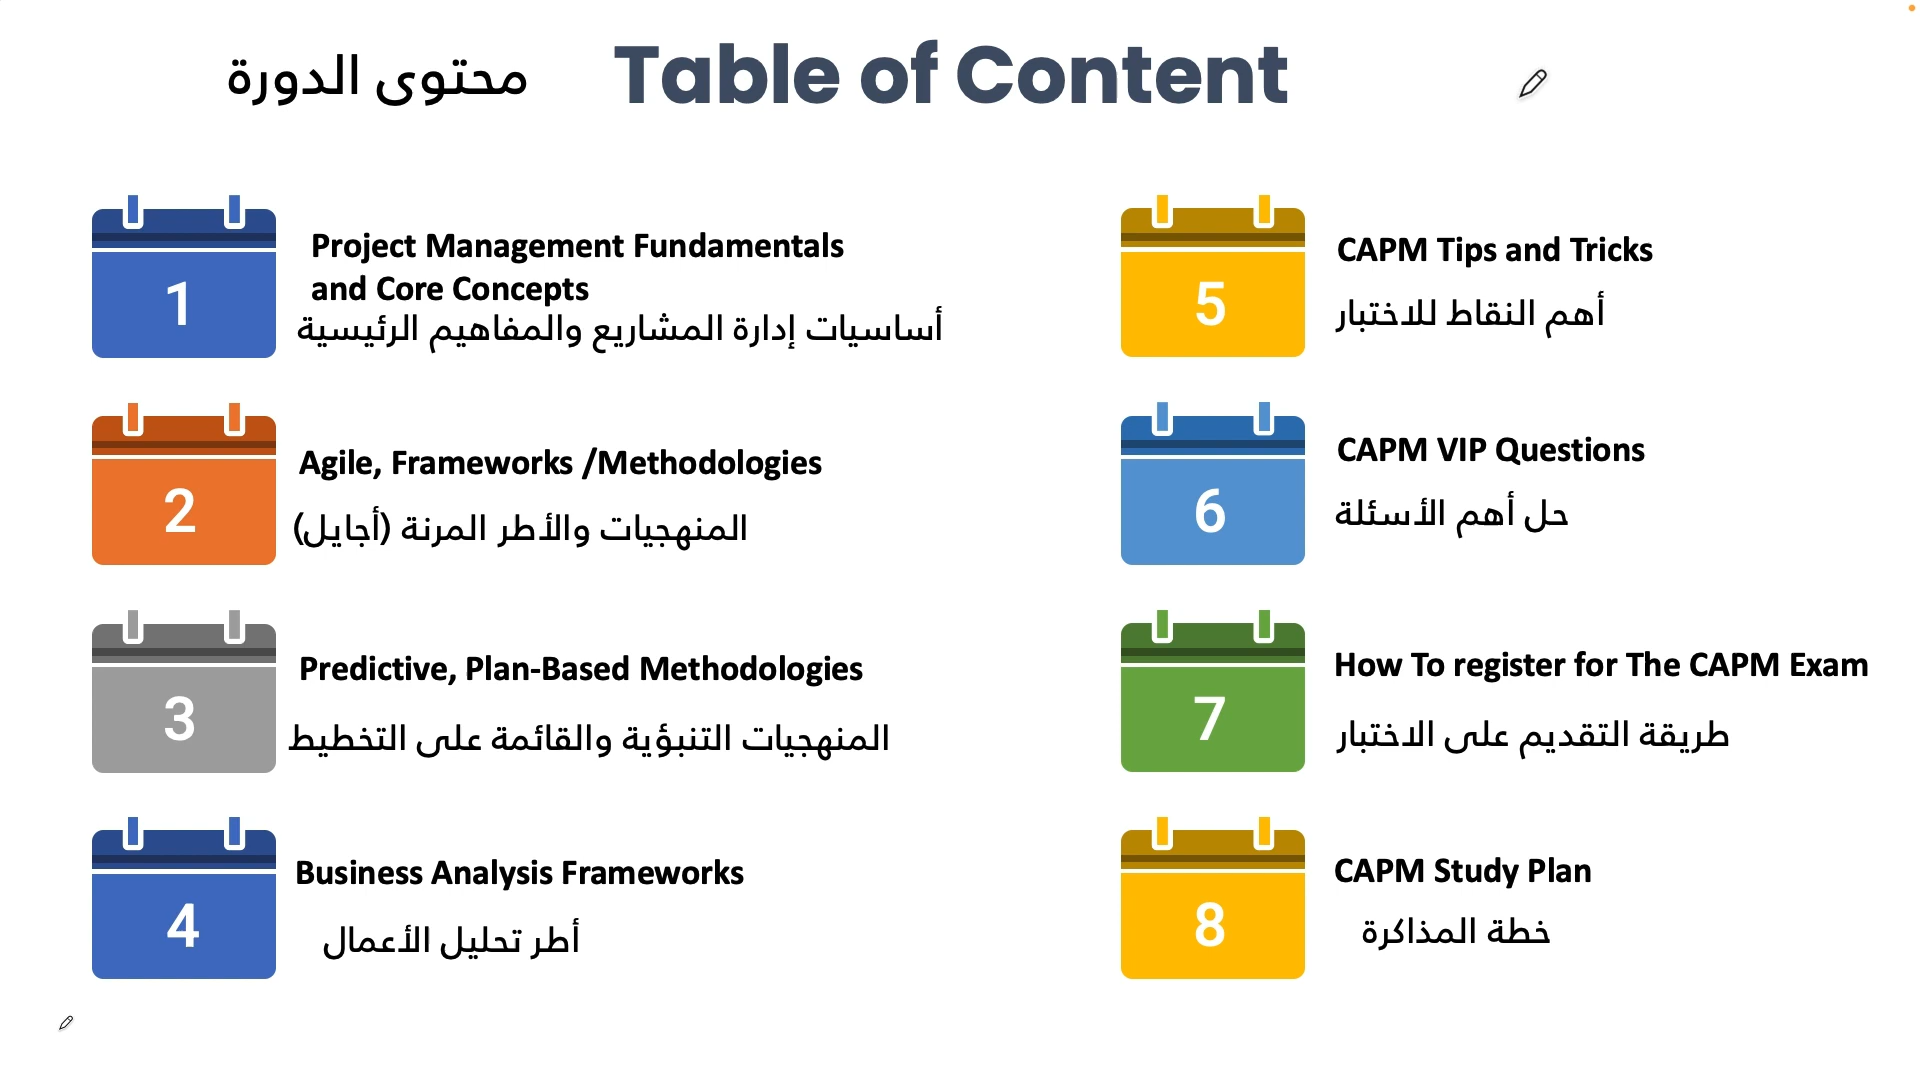 محتوى الدورة
Table of Content
1
Project Management Fundamentals
and Core Concepts
أساسيات إدارة المشاريع والمفاهيم الرئيسية
2
Agile, Frameworks /Methodologies
المنهجيات والأطر المرنة (أجايل)
3
Predictive, Plan-Based Methodologies
المنهجيات التنبؤية والقائمة على التخطيط
4
Business Analysis Frameworks
أطر تحليل الأعمال
5
CAPM Tips and Tricks
أهم النقاط للاختبار
6
CAPM VIP Questions
حل أهم الأسئلة
7
How To register for The CAPM Exam
طريقة التقديم على الاختبار
8
CAPM Study Plan
خطة المذاكرة